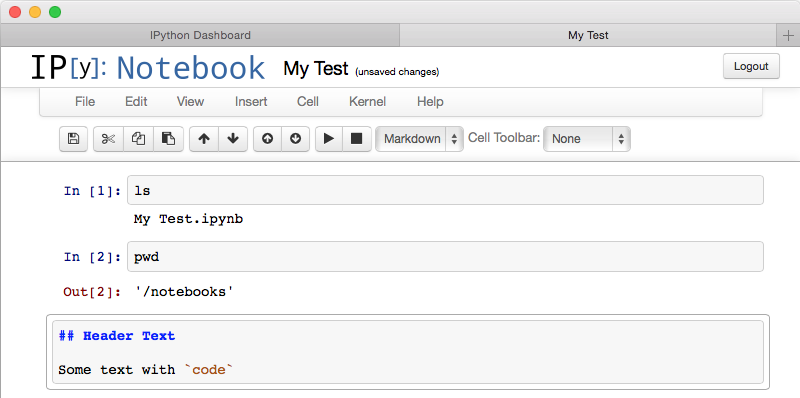 IPython Dashboard
My Test
IP[y]: Notebook My Test (unsaved changes)
Logout
File Edit View Insert Cell Kernel Help
Markdown Cell Toolbar: None
In [1]: ls
My Test.ipynb
In [2]: pwd
Out[2]: '/notebooks'
## Header Text
Some text with `code`